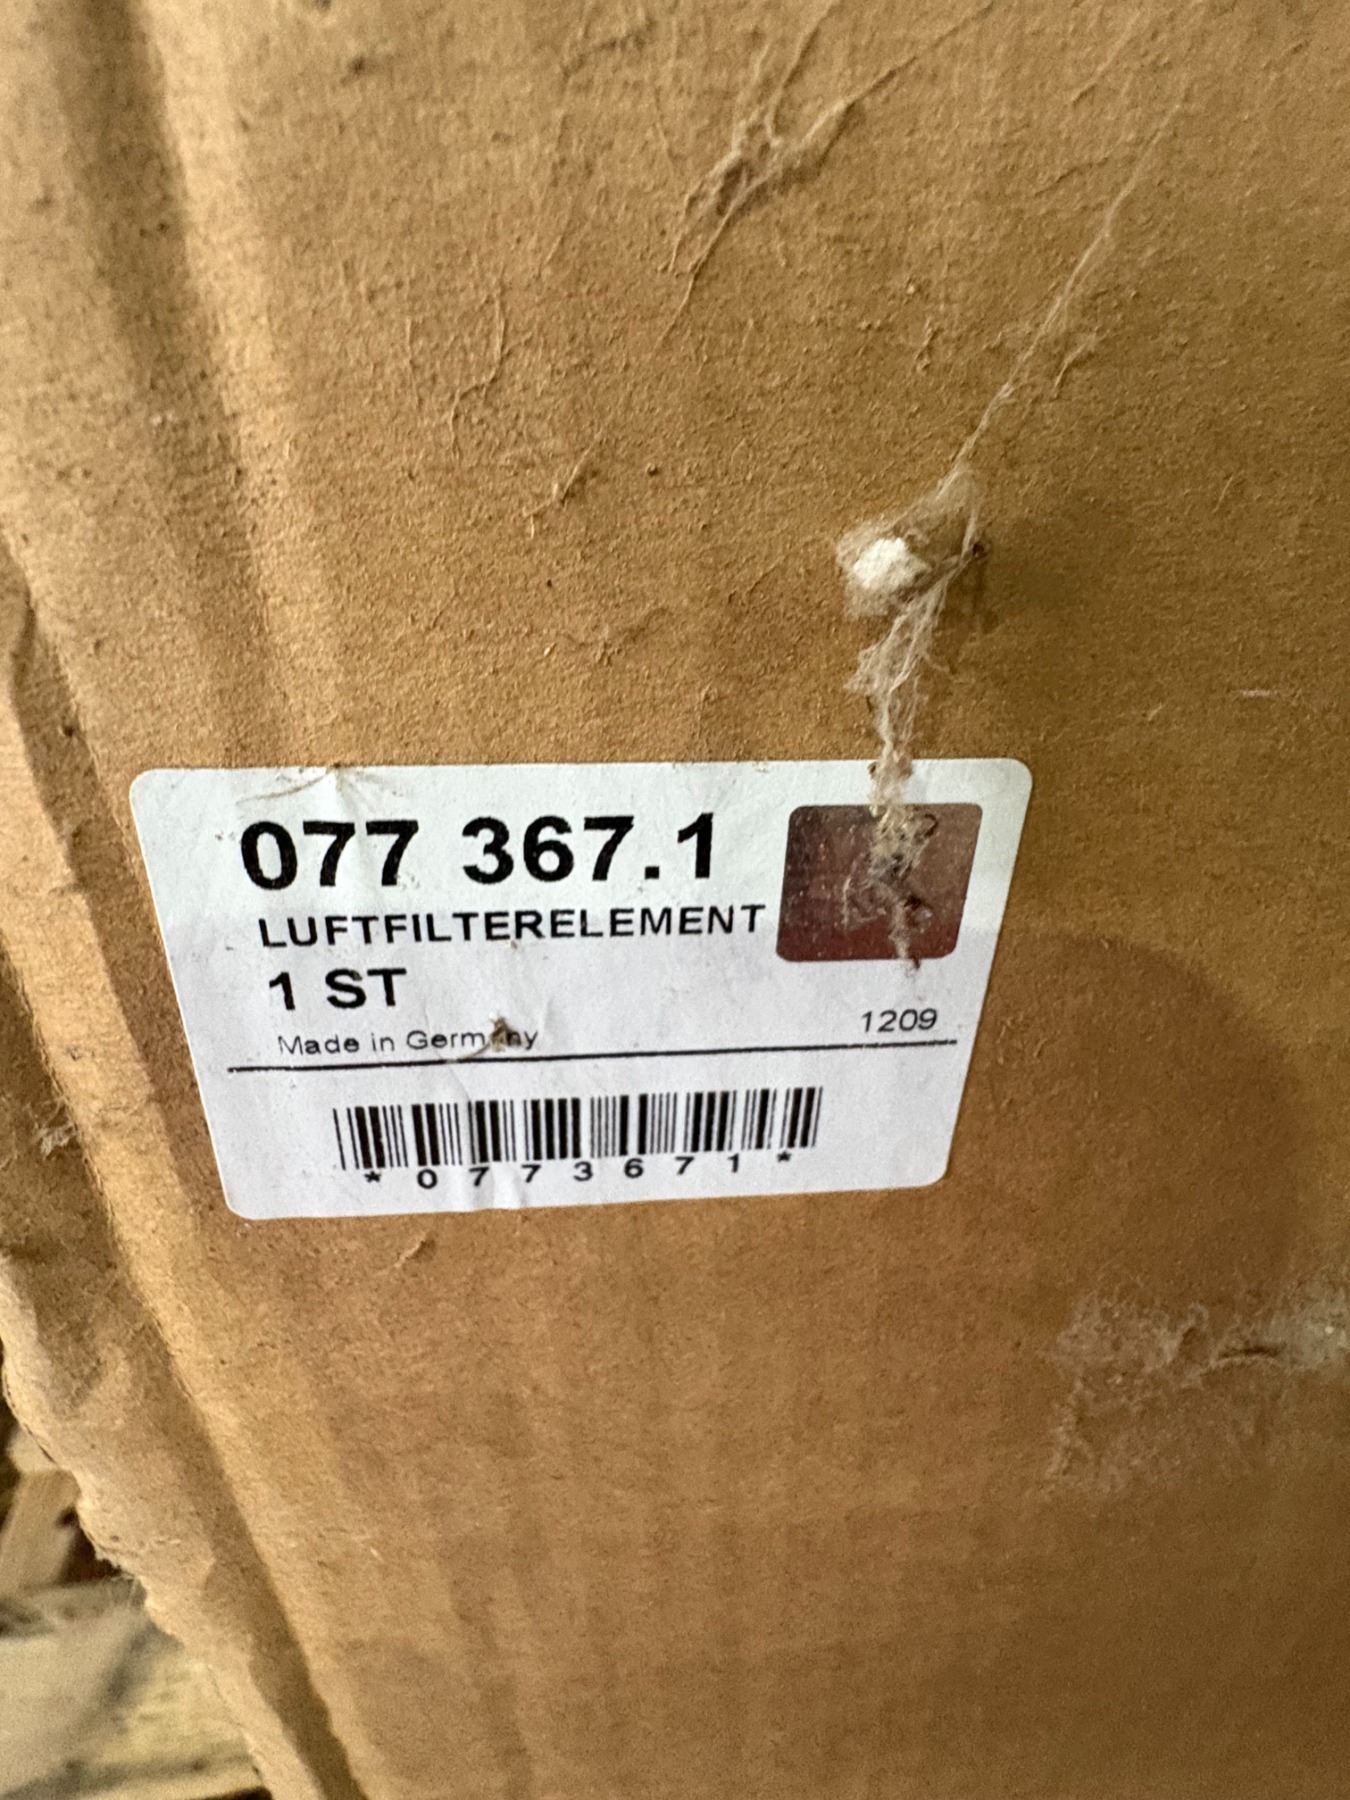 077 367.1
LUFTFILTERELEMENT
1 ST
Made in Germany
1209
*0773671*